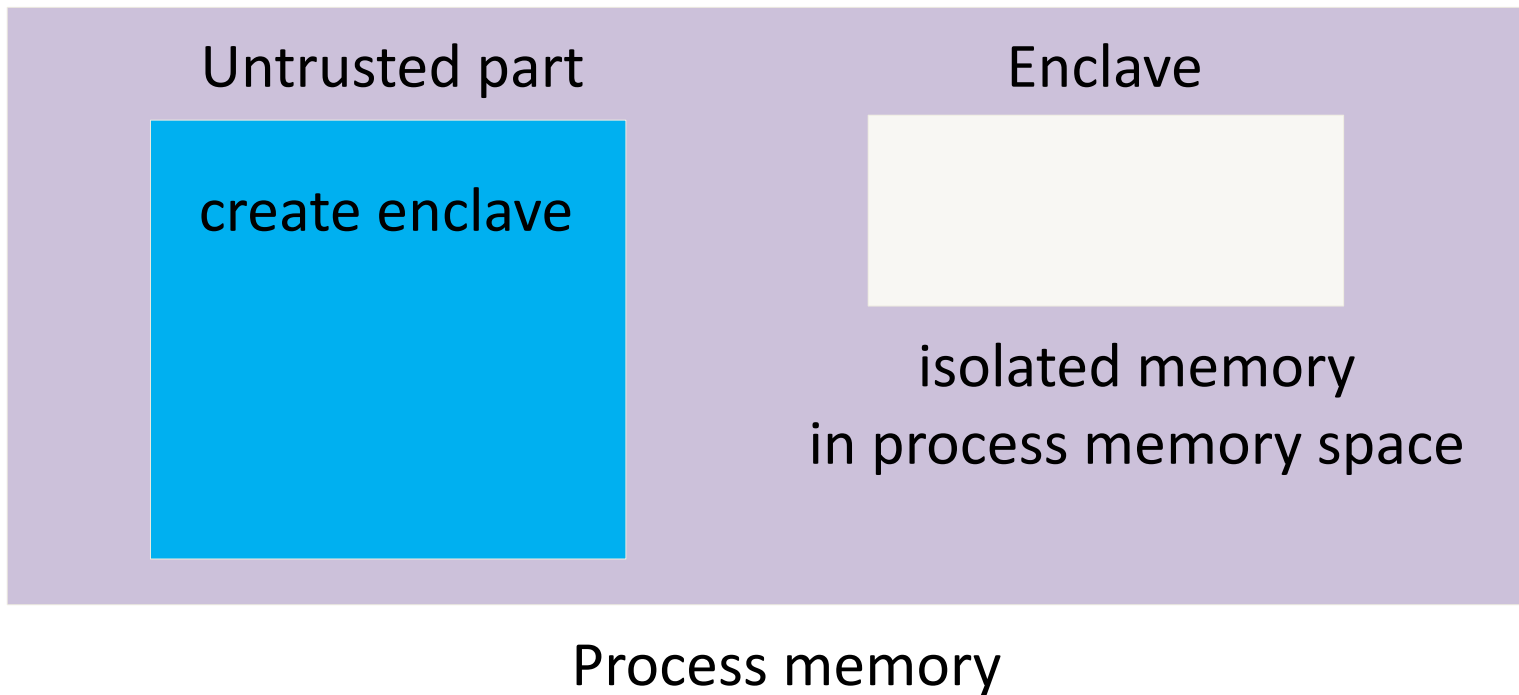 Untrusted part
Enclave
create enclave
isolated memory
in process memory space
Process memory